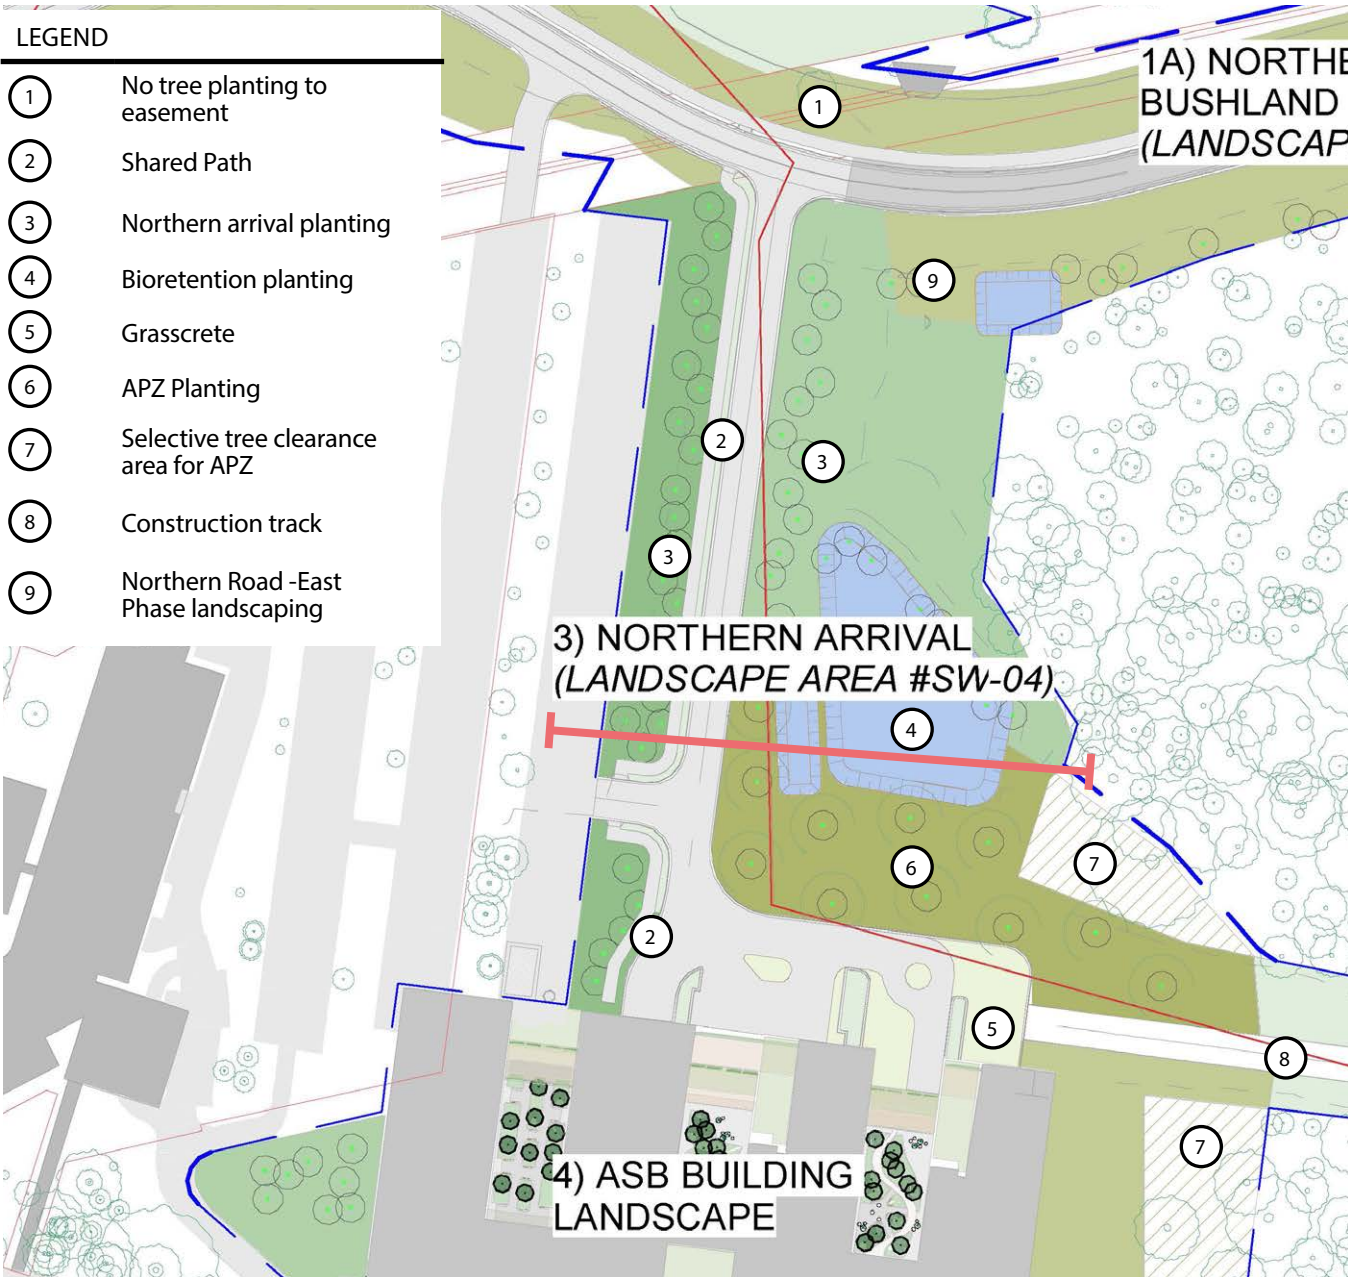 LEGEND
1 No tree planting to
easement
2 Shared Path
3 Northern arrival planting
4 Bioretention planting
5 Grasscrete
6 APZ Planting
7 Selective tree clearance
area for APZ
8 Construction track
9 Northern Road -East
Phase landscaping
1
1A) NORTHE
BUSHLAND
(LANDSCAP
9
2
3
3
3) NORTHERN ARRIVAL
(LANDSCAPE AREA #SW-04)
4
6
7
2
5
8
7
4) ASB BUILDING
LANDSCAPE